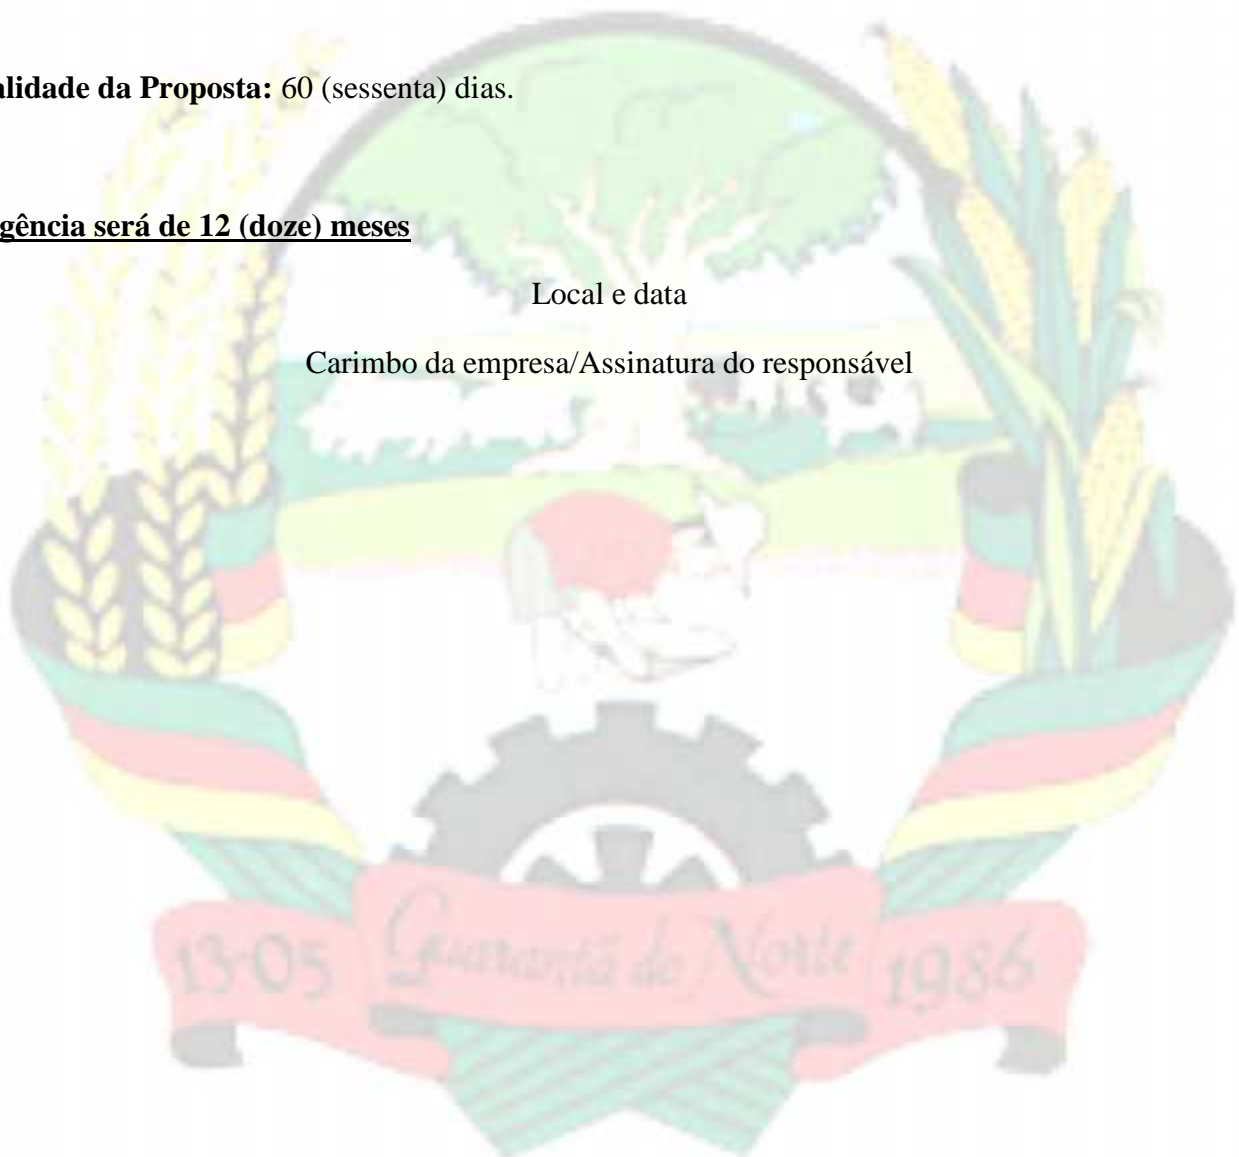 alidade da Proposta: 60 (sessenta) dias.
gência será de 12 (doze) meses
Local e data
Carimbo da empresa/Assinatura do responsável
13-05 Guarantã do Norte 1986